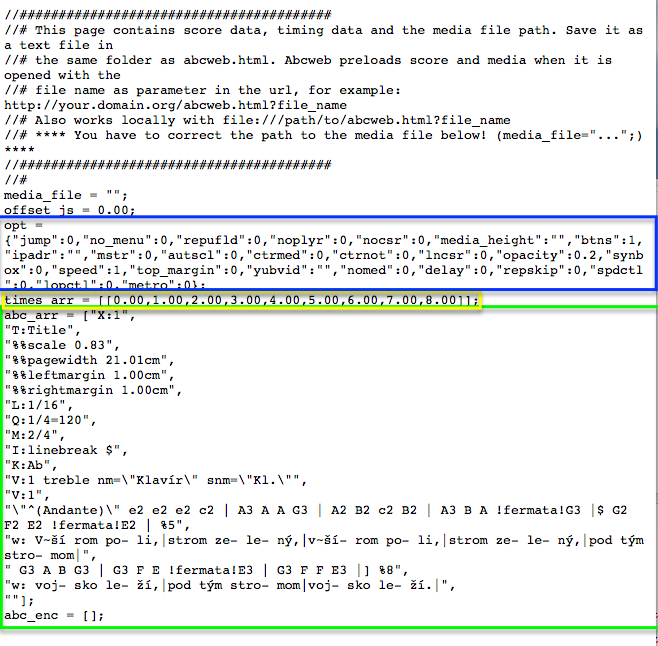 //########################################
//# This page contains score data, timing data and the media file path. Save it as
a text file in
//# the same folder as abcweb.html. Abcweb preloads score and media when it is
opened with the
//# file name as parameter in the url, for example:
http://your.domain.org/abcweb.html?file_name
//# Also works locally with file:///path/to/abcweb.html?file_name
//# **** You have to correct the path to the media file below! (media_file="...";)
****
//########################################
//#
media_file = "";
offset_js = 0.00;
opt =
{"jump":0,"no_menu":0,"repufld":0,"noplyr":0,"nocsr":0,"media_height":"","btns":1,
"ipadr":"","mstr":0,"autscl":0,"ctrmed":0,"ctrnot":0,"lncsr":0,"opacity":0.2,"synb
ox":0,"speed":1,"top_margin":0,"yubvid":"","nomed":0,"delay":0,"repskip":0,"spdctl
":0,"lopctl":0,"metro":0};
times_arr = [[0.00,1.00,2.00,3.00,4.00,5.00,6.00,7.00,8.00]];
abc_arr = ["X:1",
"T:Title",
"%%scale 0.83",
"%%pagewidth 21.01cm",
"%%leftmargin 1.00cm",
"%%rightmargin 1.00cm",
"L:1/16",
"Q:1/4=120",
"M:2/4",
"I:linebreak $",
"K:Ab",
"V:1 treble nm=\"Klavír\" snm=\"Kl.\"",
"V:1",
"\"^(Andante)\" e2 e2 e2 c2 | A3 A A G3 | A2 B2 c2 B2 | A3 B A !fermata!G3 |$ G2
F2 E2 !fermata!E2 | %5",
"w: V~ší rom po- li,|strom ze- le- ný,|v~ší- rom po- li,|strom ze- le- ný,|pod tým
stro- mom|",
" G3 A B G3 | G3 F E !fermata!E3 | G3 F F E3 |] %8",
"w: voj- sko le- ží,|pod tým stro- mom|voj- sko le- ží.|",
""];
abc_enc = [];